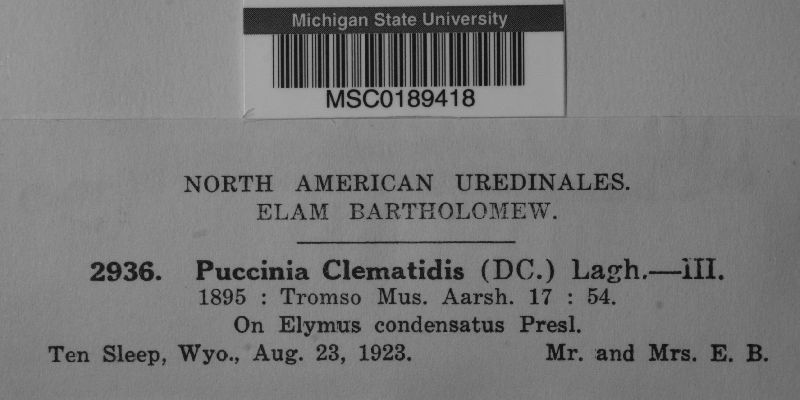 Michigan State University
MSC0189418
NORTH AMERICAN UREDINALES.
ELAM BARTHOLOMEW.
2936. Puccinia Clematidis (DC.) Lagh.—III.
1895 : Tromso Mus. Aarsh. 17 : 54.
On Elymus condensatus Presl.
Ten Sleep, Wyo., Aug. 23, 1923. Mr. and Mrs. E. B.